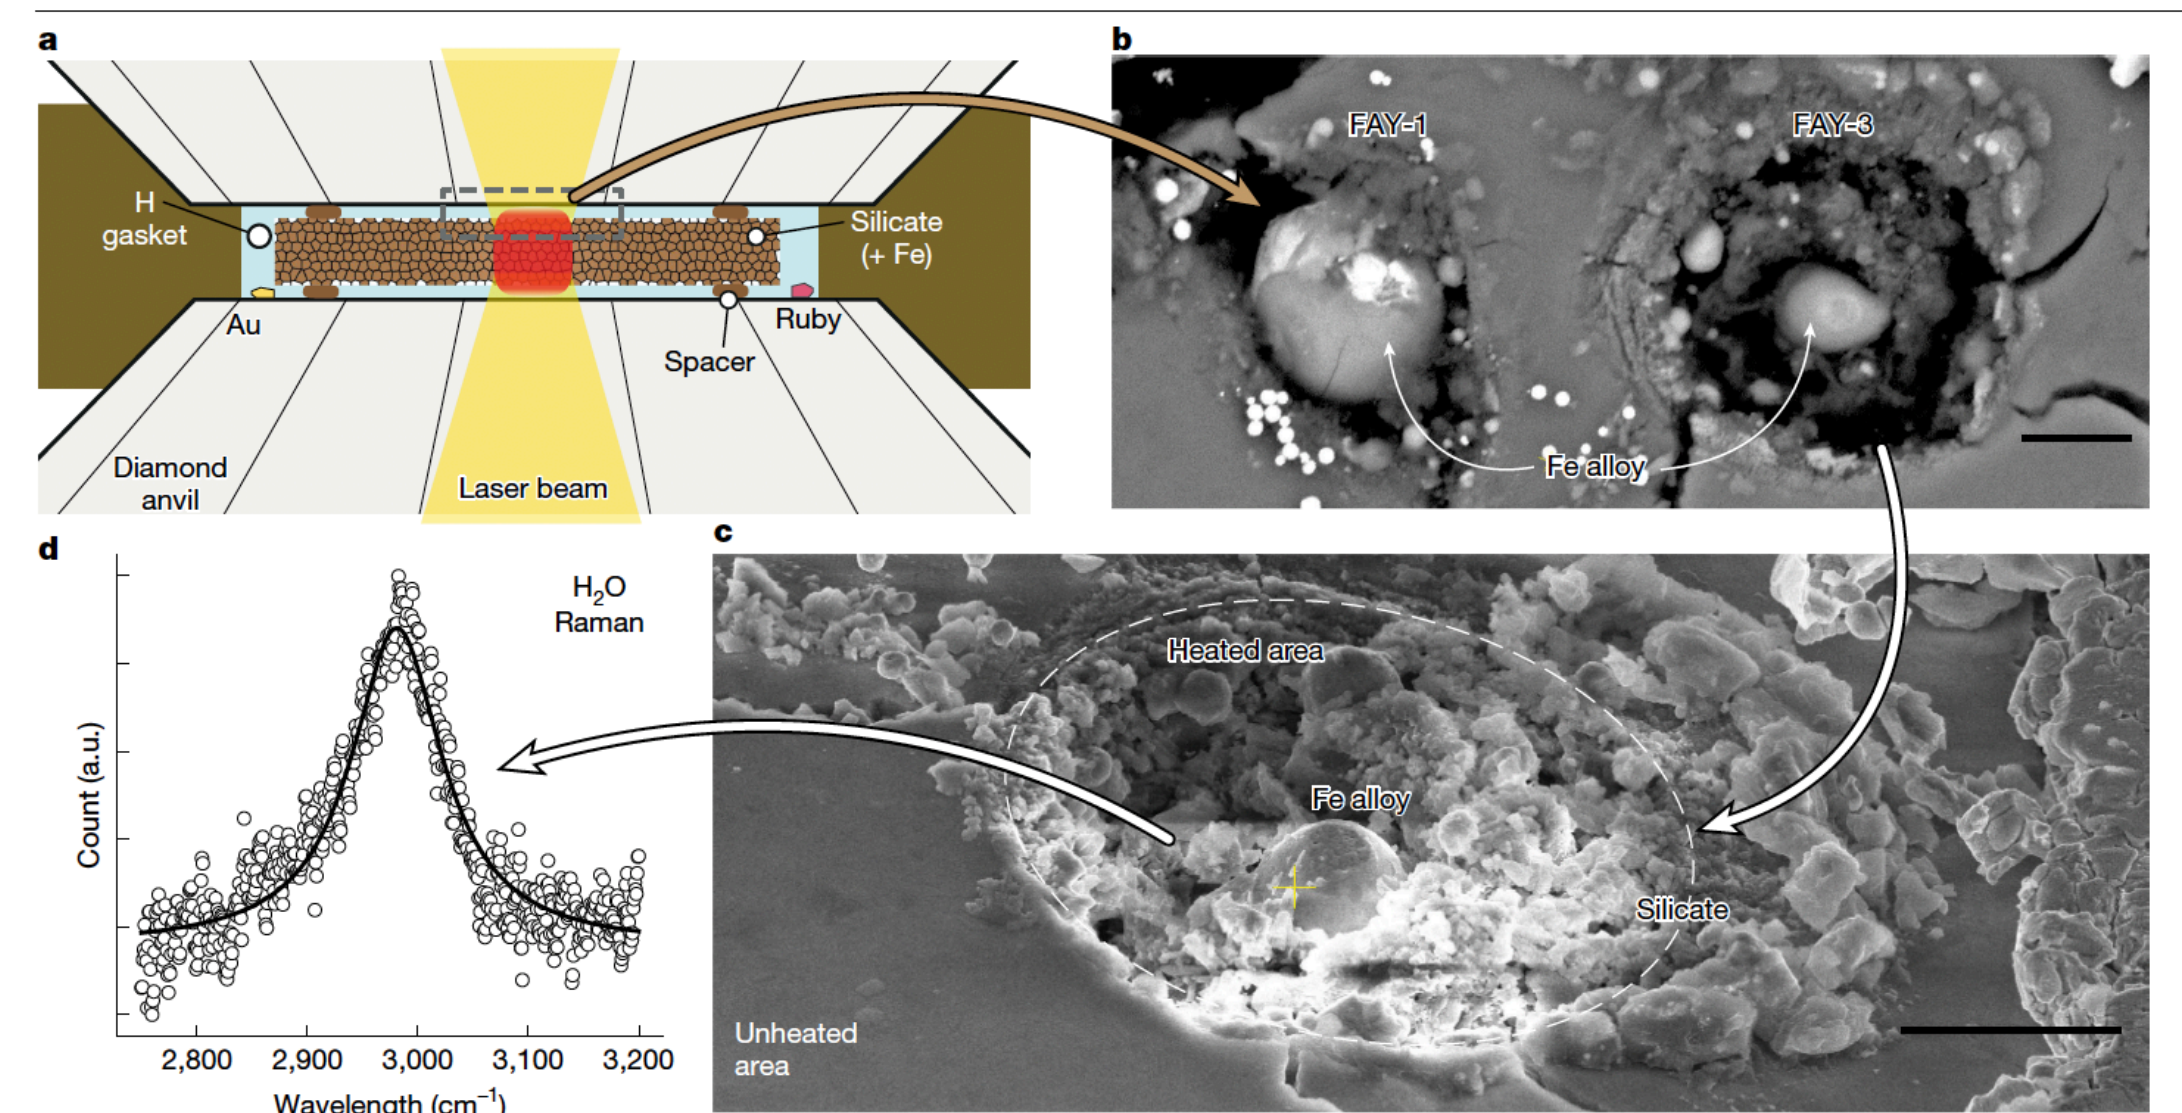 a
H
gasket
Silicate
(+ Fe)
Au
Ruby
Spacer
Diamond
anvil
Laser beam
b
FAY-1
FAY-3
Fe alloy
d
H₂O
Raman
Count (a.u.)
2,800 2,900 3,000 3,100 3,200
Wavelength (cm⁻¹)
c
Heated area
Fe alloy
Silicate
Unheated
area